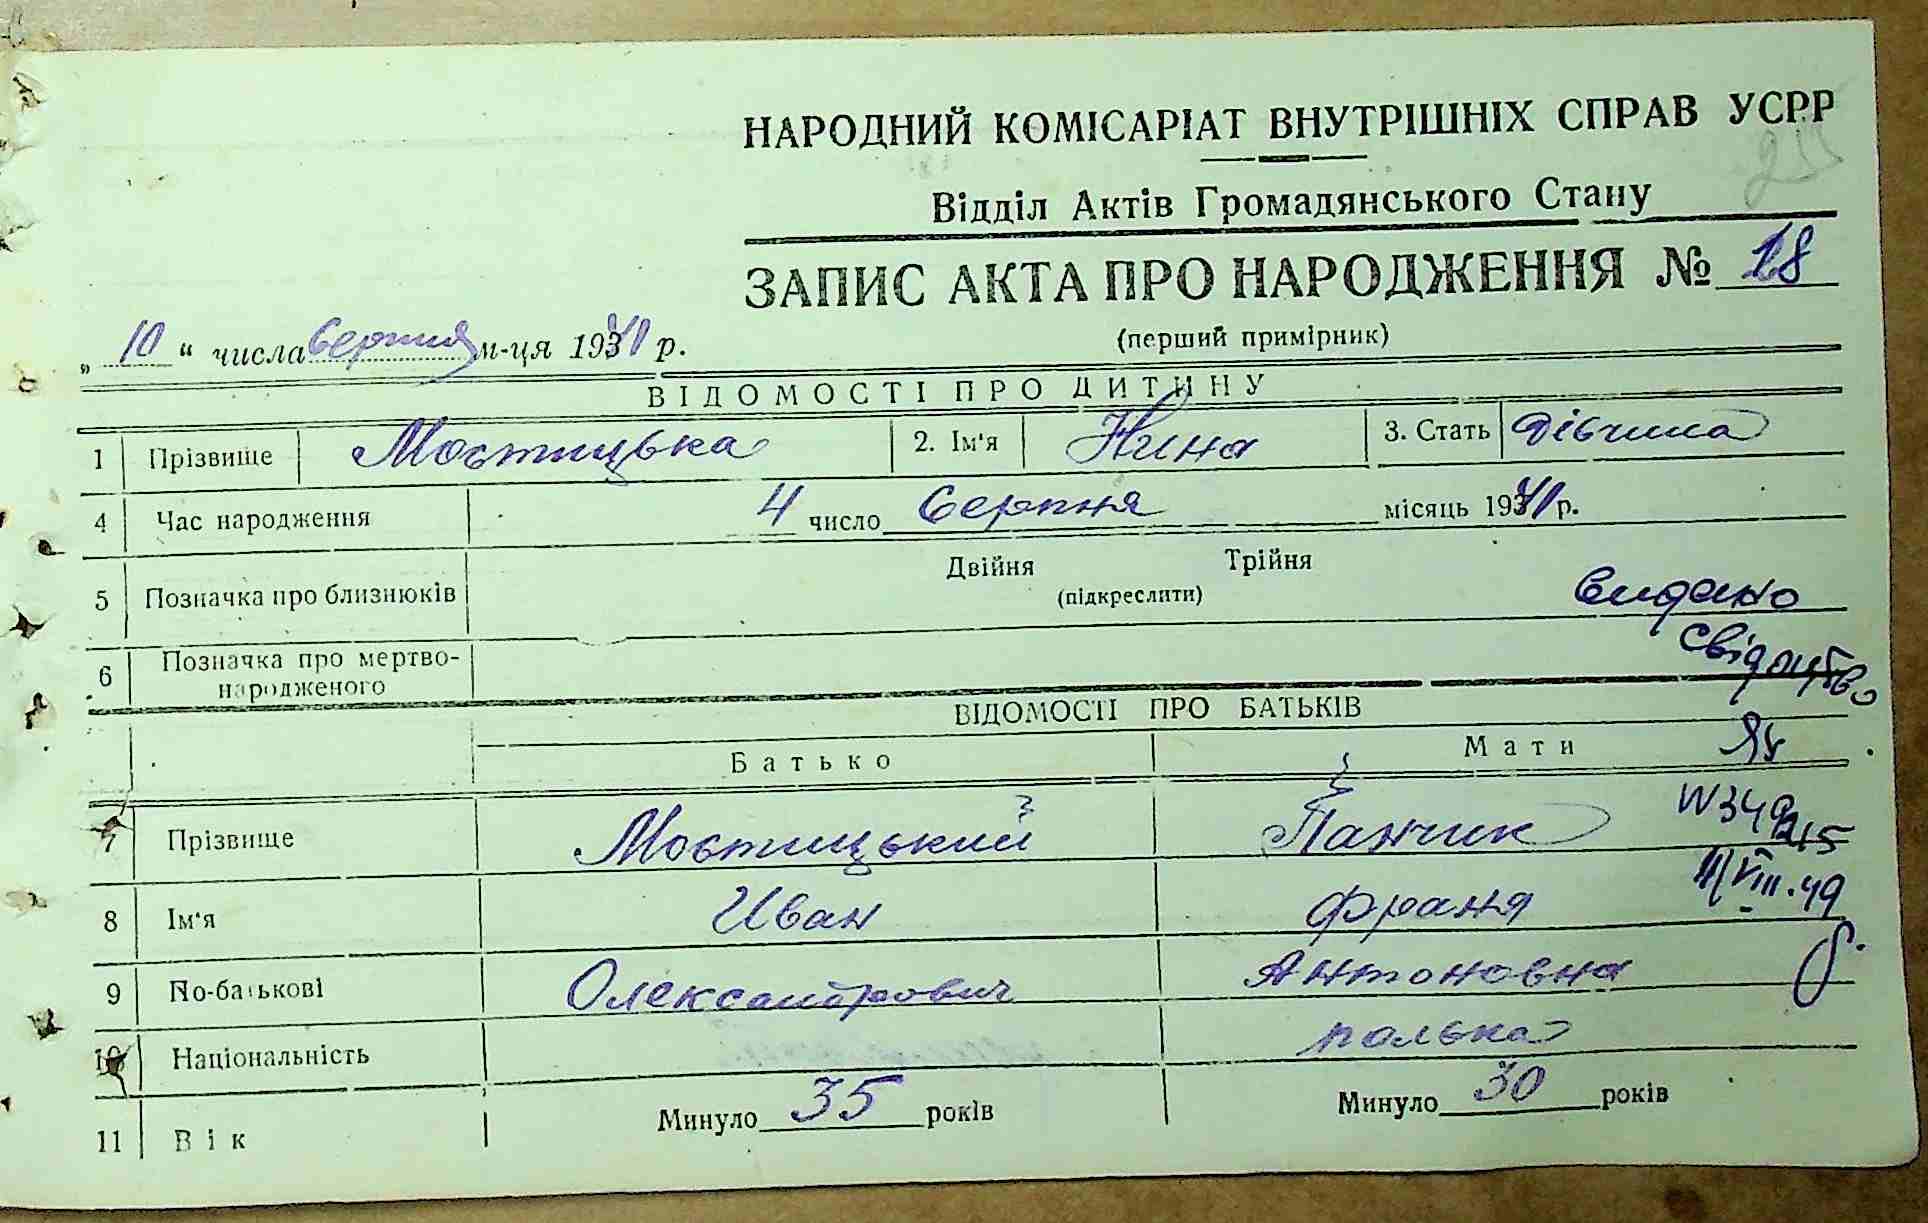 НАРОДНИЙ КОМІСАРІАТ ВНУТРІШНІХ СПРАВ УСРР
Відділ Актів Громадянського Стану
ЗАПИС АКТА ПРО НАРОДЖЕННЯ № 18
(перший примірник)
„ 10 “ числа Серпня м-ця 1941 р.
ВІДОМОСТІ ПРО ДИТИНУ
1 Прізвище Мостицька 2. Ім'я Нина 3. Стать дівчина
4 Час народження 4 число Серпня місяць 1941 р.
5 Позначка про близнюків Двійня Трійня
(підкреслити)
видано
свідоцтво
6 Позначка про мертво-
народженого
ВІДОМОСТІ ПРО БАТЬКІВ
Батько Мати
7 Прізвище Мостицький Панчик
8 Ім'я Иван Франя
9 По-батькові Олександрович Антоновна
10 Національність полька
11 Вік Минуло 35 років Минуло 30 років